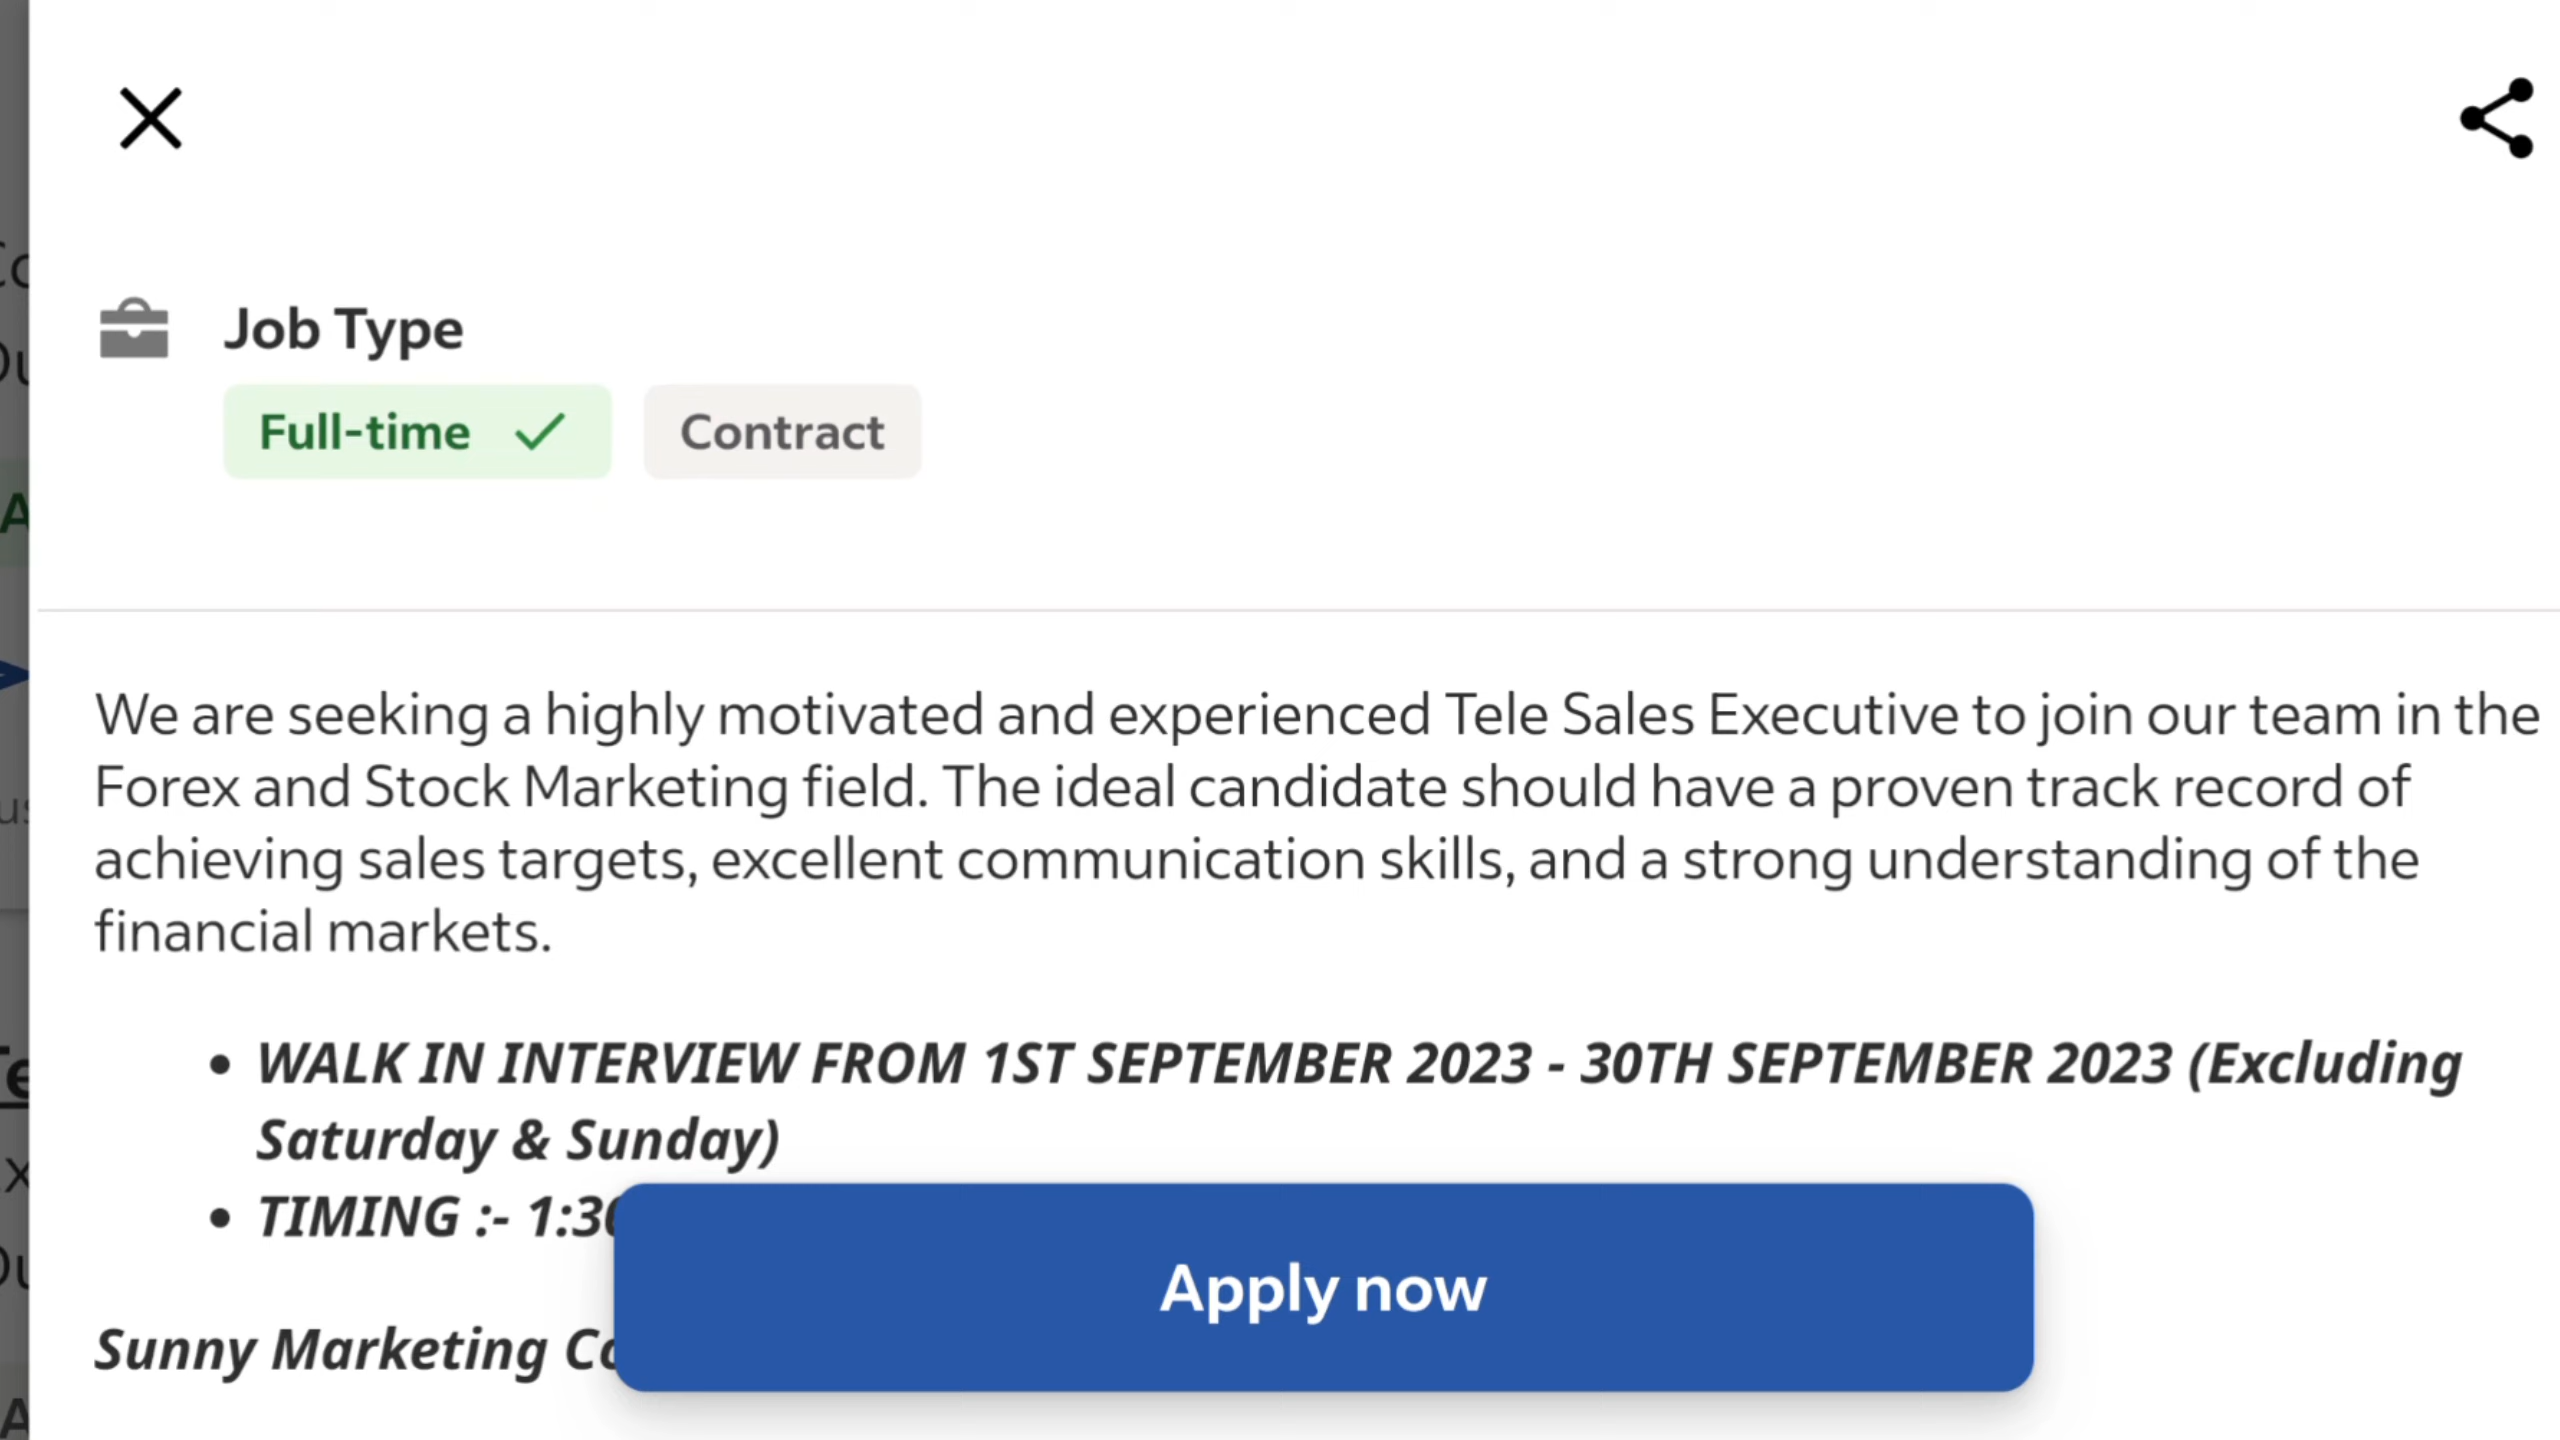 Job Type
Full-time
Contract
We are seeking a highly motivated and experienced Tele Sales Executive to join our team in the
Forex and Stock Marketing field. The ideal candidate should have a proven track record of
achieving sales targets, excellent communication skills, and a strong understanding of the
financial markets.
• WALK IN INTERVIEW FROM 1ST SEPTEMBER 2023 - 30TH SEPTEMBER 2023 (Excluding
Saturday & Sunday)
• TIMING :-
Sunny Marketing
Apply now